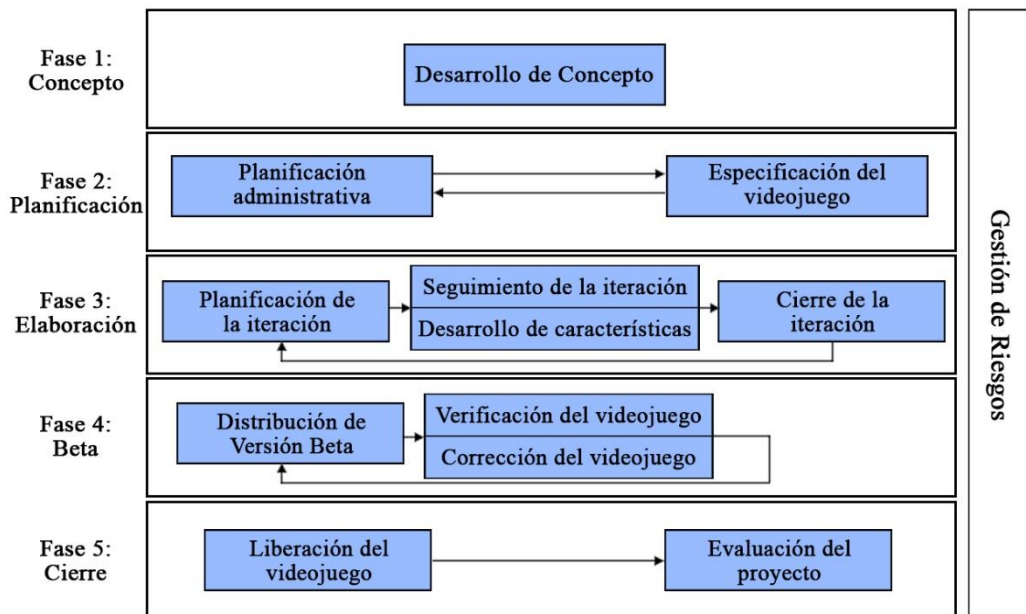 Fase 1:
Concepto
Desarrollo de Concepto
Fase 2:
Planificación
Planificación
administrativa
Especificación del
videojuego
Fase 3:
Elaboración
Planificación de
la iteración
Seguimiento de la iteración
Desarrollo de características
Cierre de la
iteración
Fase 4:
Beta
Distribución de
Versión Beta
Verificación del videojuego
Corrección del videojuego
Fase 5:
Cierre
Liberación del
videojuego
Evaluación del
proyecto
Gestión de Riesgos